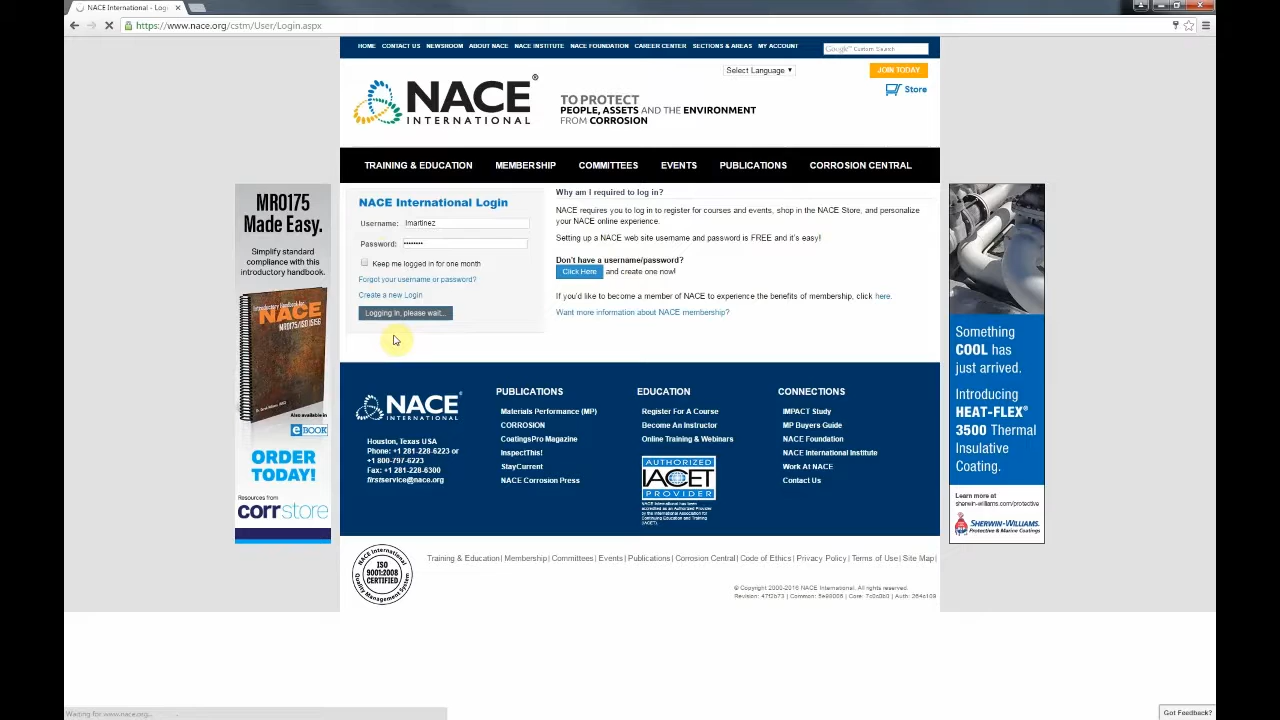 NACE International - Logi
https://www.nace.org/cstm/User/Login.aspx
HOME CONTACT US NEWSROOM ABOUT NACE NACE INSTITUTE NACE FOUNDATION CAREER CENTER SECTIONS & AREAS MY ACCOUNT
Google™ Custom Search
Select Language ▼
JOIN TODAY
Store
NACE®
INTERNATIONAL
TO PROTECT
PEOPLE, ASSETS AND THE ENVIRONMENT
FROM CORROSION
TRAINING & EDUCATION MEMBERSHIP COMMITTEES EVENTS PUBLICATIONS CORROSION CENTRAL
MR0175
Made Easy.
Simplify standard
compliance with this
introductory handbook.
Introductory Handbook for
NACE
MR0175/ISO 15156
Also available in
eBOOK
ORDER
TODAY!
Resources from
corrstore
NACE International Login
Username: lmartinez
Password: ••••••••
Keep me logged in for one month
Forgot your username or password?
Create a new Login
Logging In, please wait...
Why am I required to log in?
NACE requires you to log in to register for courses and events, shop in the NACE Store, and personalize
your NACE online experience.
Setting up a NACE web site username and password is FREE and it's easy!
Don't have a username/password?
Click Here and create one now!
If you'd like to become a member of NACE to experience the benefits of membership, click here.
Want more information about NACE membership?
Something
COOL has
just arrived.
Introducing
HEAT-FLEX®
3500 Thermal
Insulative
Coating.
Learn more at
sherwin-williams.com/protective
SHERWIN-WILLIAMS.
Protective & Marine Coatings
NACE®
INTERNATIONAL
Houston, Texas USA
Phone: +1 281-228-6223 or
+1 800-797-6223
Fax: +1 281-228-6300
firstservice@nace.org
PUBLICATIONS
Materials Performance (MP)
CORROSION
CoatingsPro Magazine
InspectThis!
StayCurrent
NACE Corrosion Press
EDUCATION
Register For A Course
Become An Instructor
Online Training & Webinars
AUTHORIZED
IACET
PROVIDER
NACE International has been
accredited as an Authorized Provider
by the International Association for
Continuing Education and Training
(IACET).
CONNECTIONS
IMPACT Study
MP Buyers Guide
NACE Foundation
NACE International Institute
Work At NACE
Contact Us
NACE International
ISO
9001:2008
CERTIFIED
Quality Management System
Training & Education| Membership| Committees| Events| Publications| Corrosion Central| Code of Ethics| Privacy Policy| Terms of Use| Site Map|
© Copyright 2000-2016 NACE International, All rights reserved
Waiting for www.nace.org...
Got Feedback?